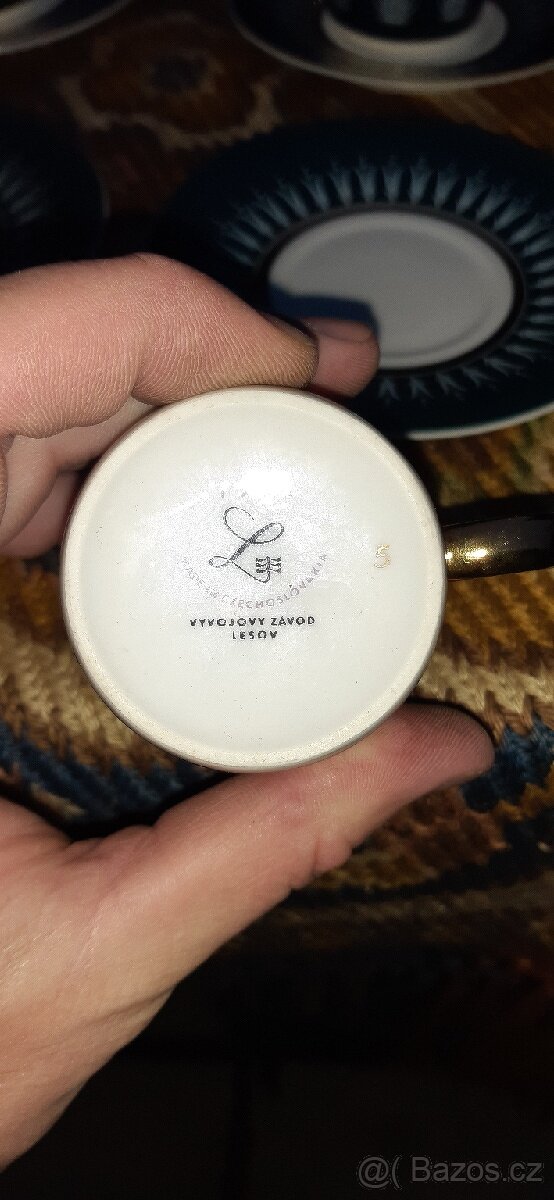 L
MADE IN CZECHOSLOVAKIA
VÝVOJOVÝ ZÁVOD
LESOV
5
@( Bazos.cz